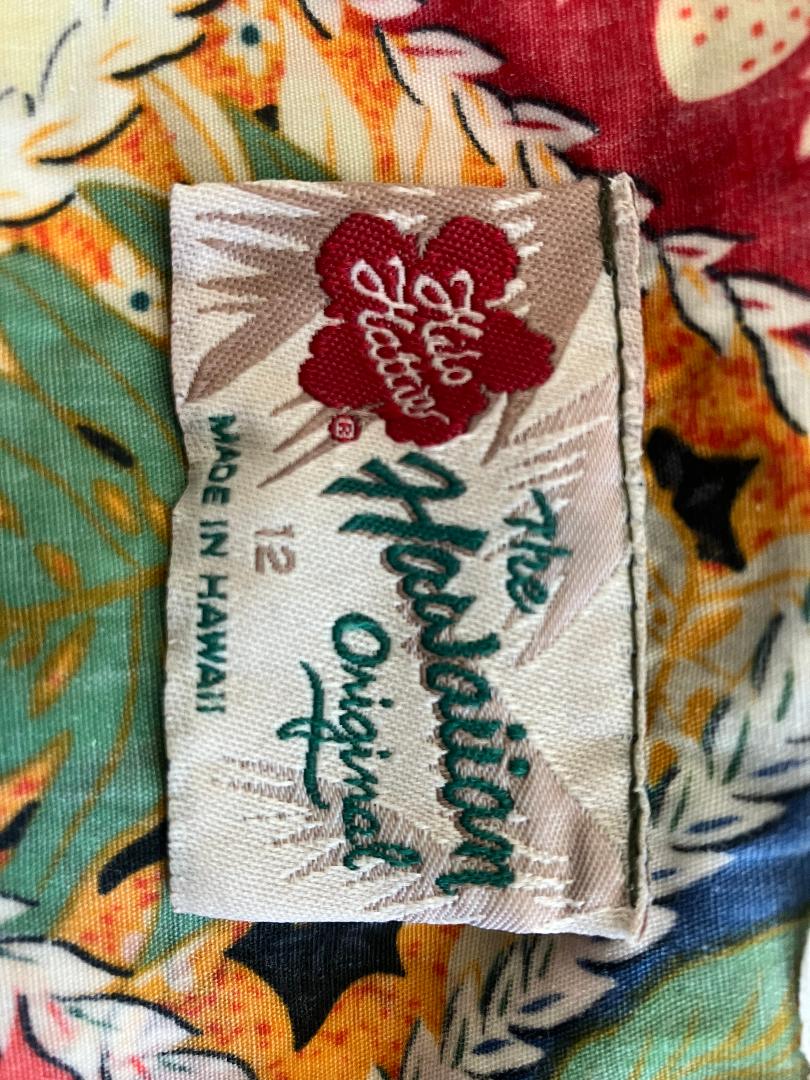 Hilo
Hattie
®
The
Hawaiian
Original
12
MADE IN HAWAII